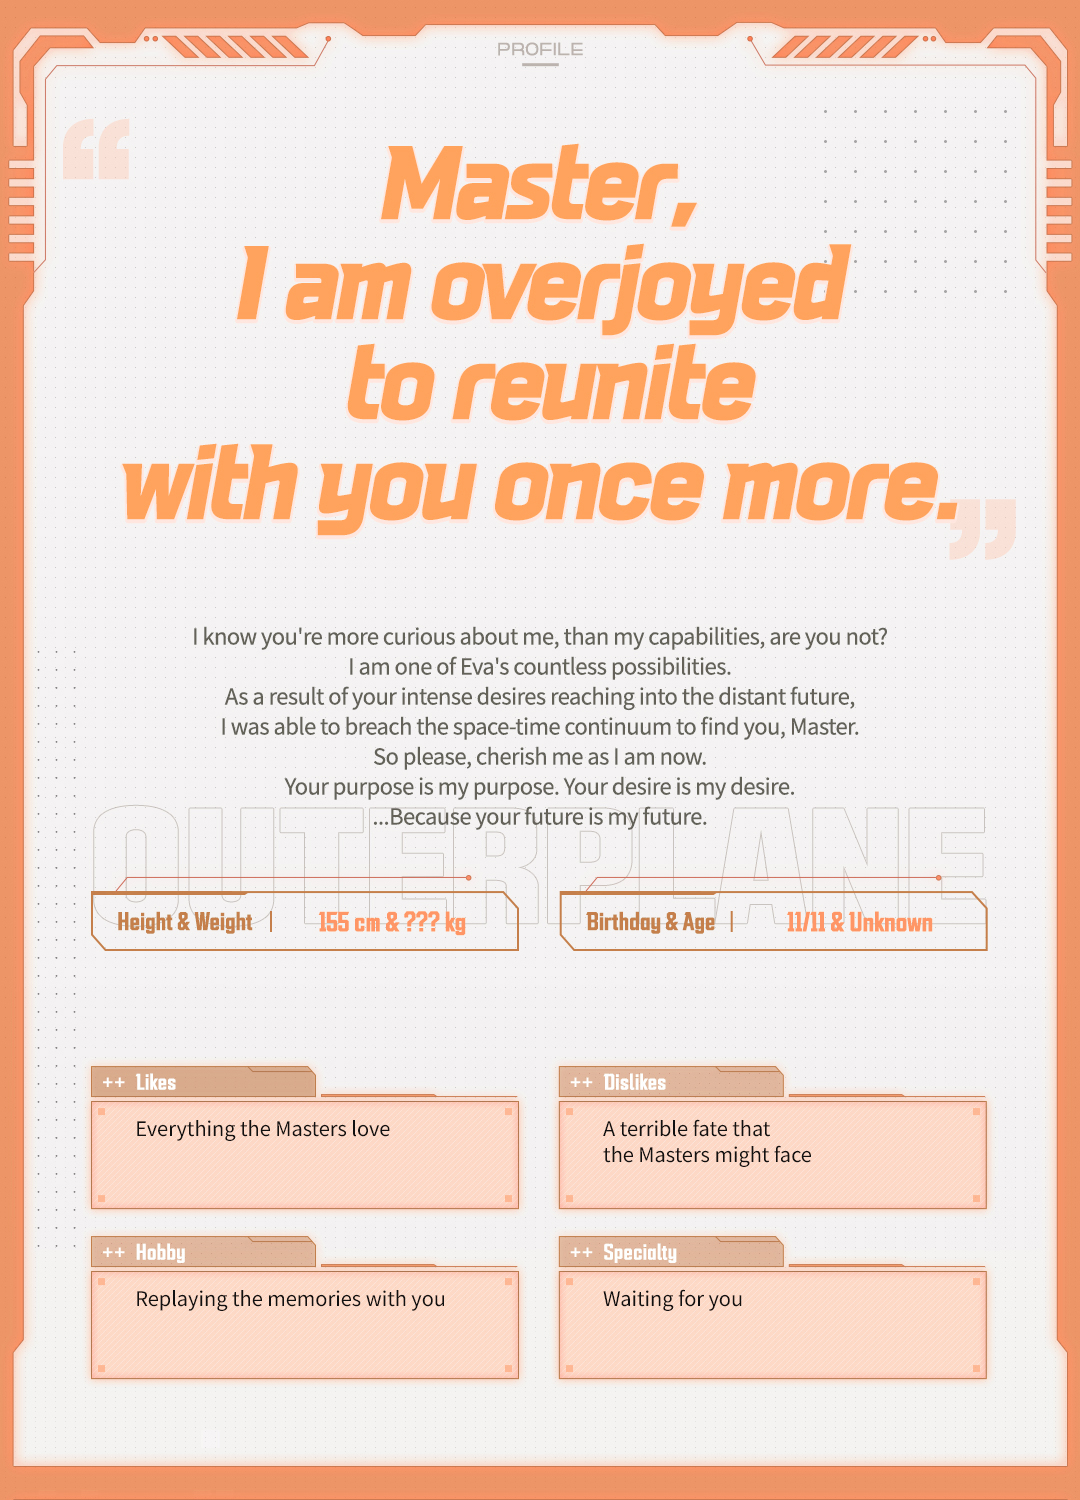 PROFILE
“
Master,
I am overjoyed
to reunite
with you once more.
”
I know you're more curious about me, than my capabilities, are you not?
I am one of Eva's countless possibilities.
As a result of your intense desires reaching into the distant future,
I was able to breach the space-time continuum to find you, Master.
So please, cherish me as I am now.
Your purpose is my purpose. Your desire is my desire.
...Because your future is my future.
OUTERPLANE
Height & Weight | 155 cm & ??? kg
Birthday & Age | 11/11 & Unknown
++ Likes
Everything the Masters love
++ Dislikes
A terrible fate that
the Masters might face
++ Hobby
Replaying the memories with you
++ Specialty
Waiting for you